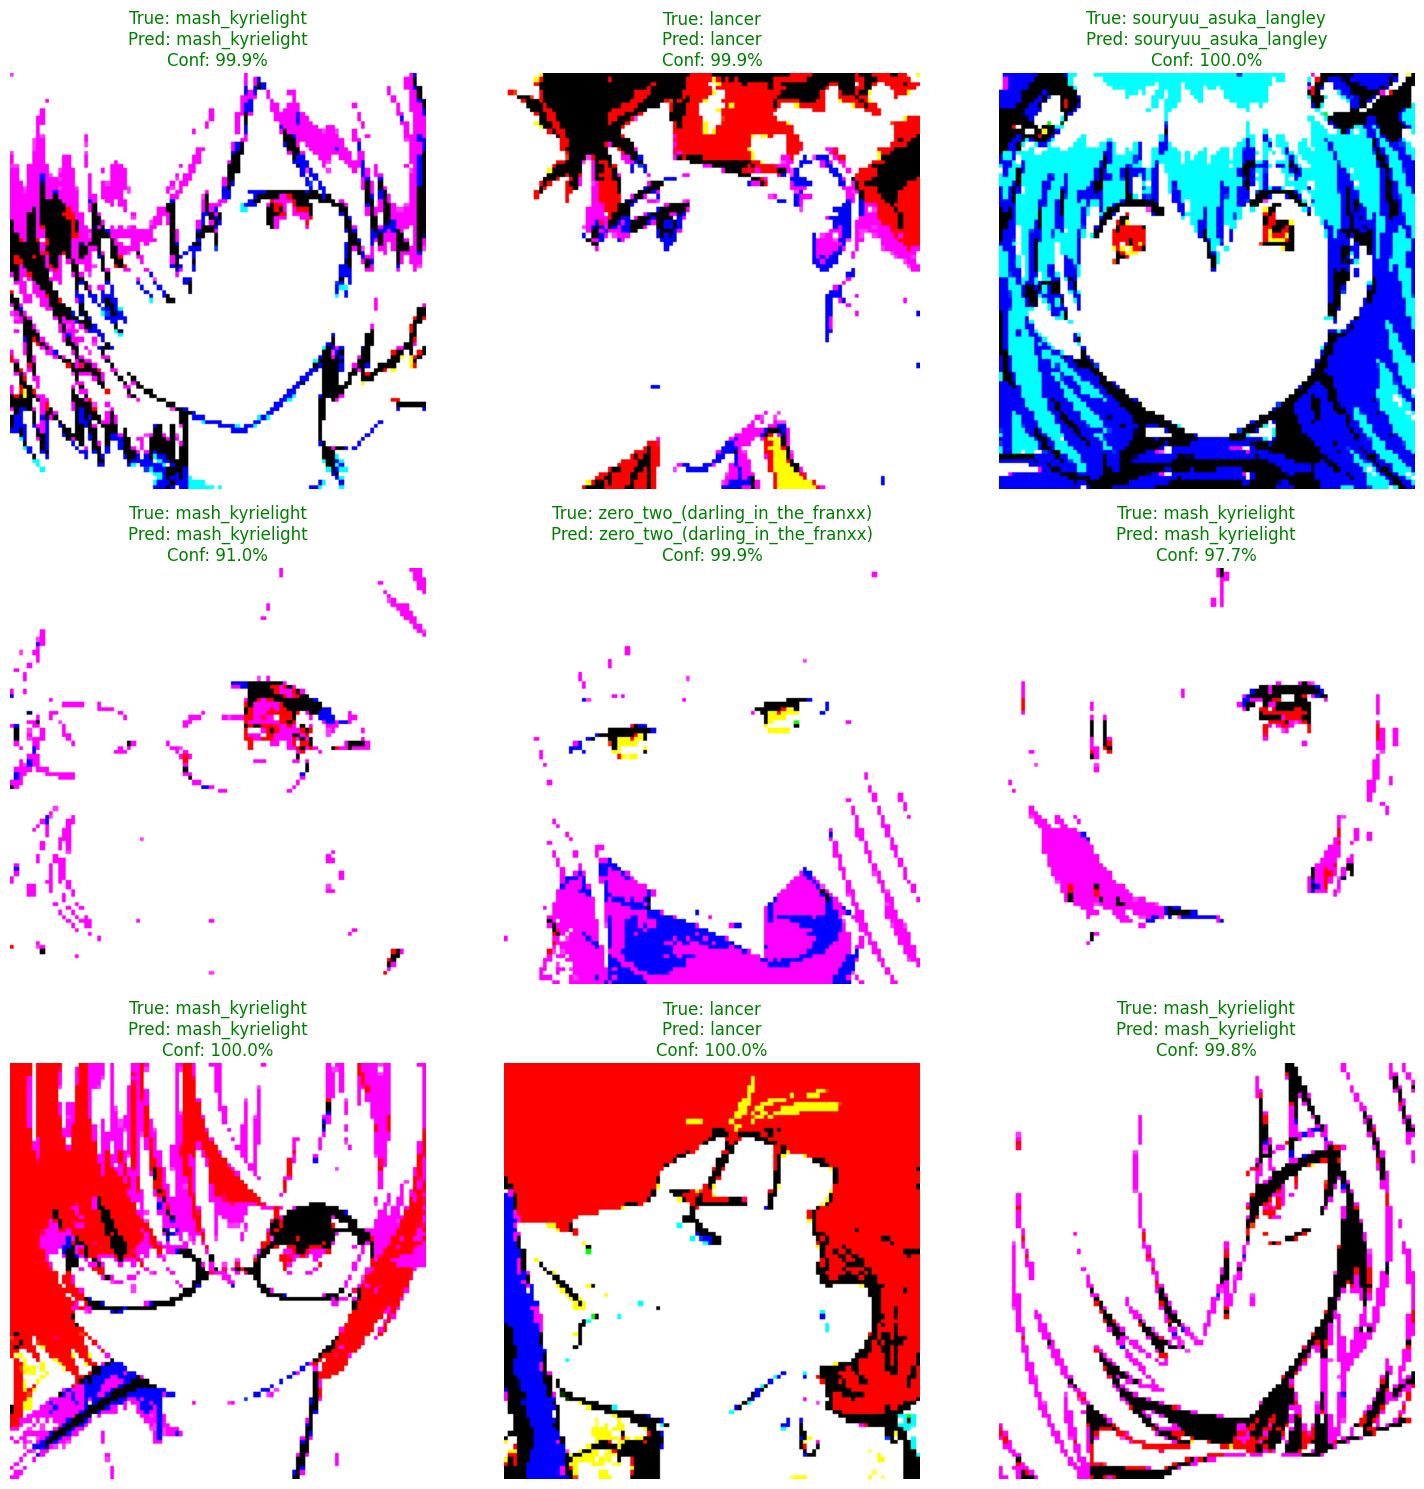 True: mash_kyrielight
Pred: mash_kyrielight
Conf: 99.9%
True: lancer
Pred: lancer
Conf: 99.9%
True: souryuu_asuka_langley
Pred: souryuu_asuka_langley
Conf: 100.0%
True: mash_kyrielight
Pred: mash_kyrielight
Conf: 91.0%
True: zero_two_(darling_in_the_franxx)
Pred: zero_two_(darling_in_the_franxx)
Conf: 99.9%
True: mash_kyrielight
Pred: mash_kyrielight
Conf: 97.7%
True: mash_kyrielight
Pred: mash_kyrielight
Conf: 100.0%
True: lancer
Pred: lancer
Conf: 100.0%
True: mash_kyrielight
Pred: mash_kyrielight
Conf: 99.8%